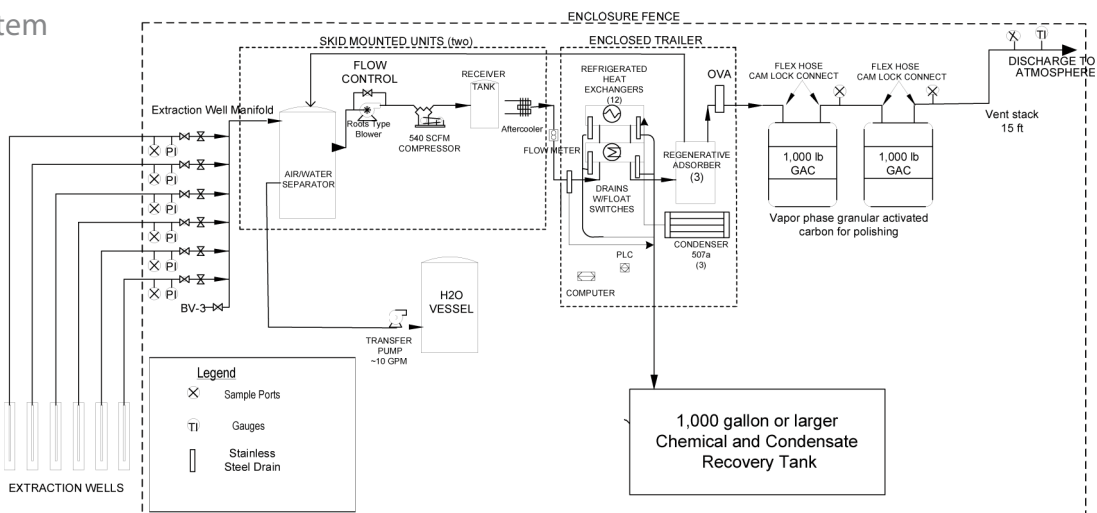 tem
ENCLOSURE FENCE
SKID MOUNTED UNITS (two)
ENCLOSED TRAILER
FLOW
CONTROL
RECEIVER
TANK
REFRIGERATED
HEAT
EXCHANGERS
(12)
OVA
FLEX HOSE
CAM LOCK CONNECT
FLEX HOSE
CAM LOCK CONNECT
TI
DISCHARGE TO
ATMOSPHERE
Vent stack
15 ft
Extraction Well Manifold
Roots Type
Blower
540 SCFM
COMPRESSOR
Aftercooler
FLOW METER
AIR/WATER
SEPARATOR
REGENERATIVE
ADSORBER
(3)
1,000 lb
GAC
1,000 lb
GAC
PI
PI
PI
PI
PI
PI
DRAINS
W/FLOAT
SWITCHES
Vapor phase granular activated
carbon for polishing
CONDENSER
507a
(3)
PLC
COMPUTER
BV-3
H2O
VESSEL
TRANSFER
PUMP
~10 GPM
Legend
Sample Ports
TI
Gauges
Stainless
Steel Drain
1,000 gallon or larger
Chemical and Condensate
Recovery Tank
EXTRACTION WELLS